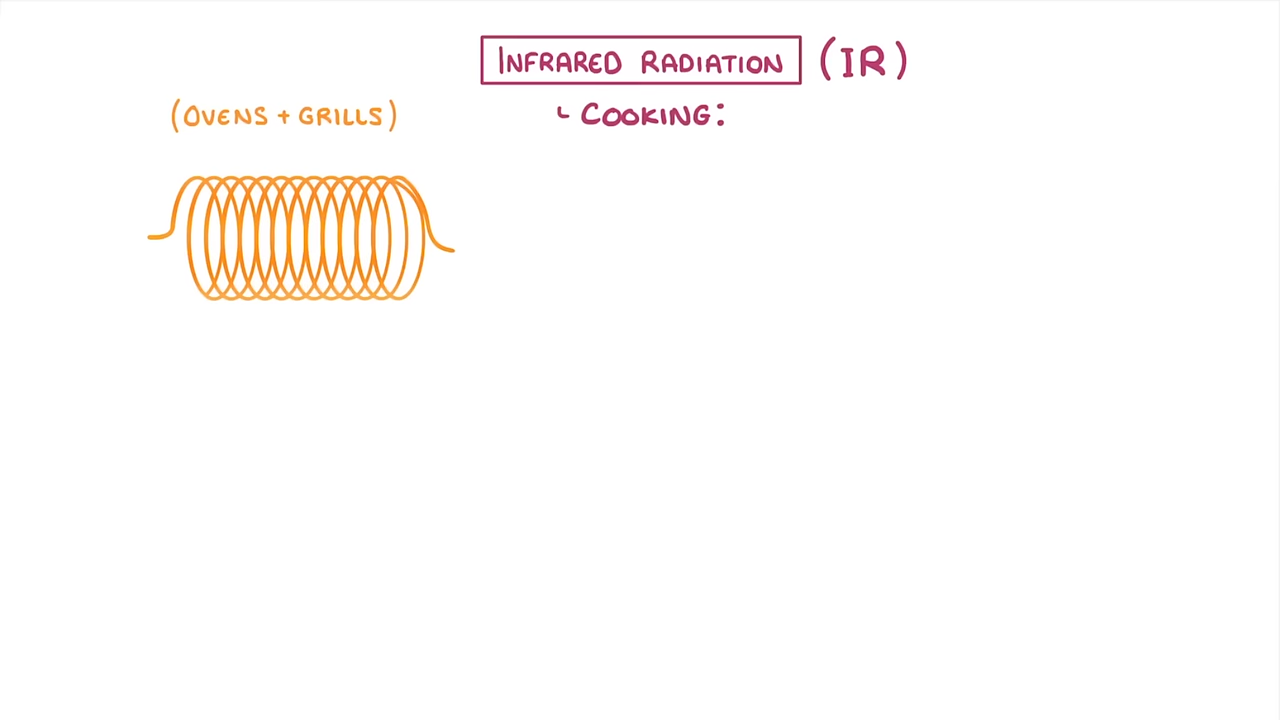 INFRARED RADIATION (IR)
(OVENS + GRILLS)
└ COOKING: